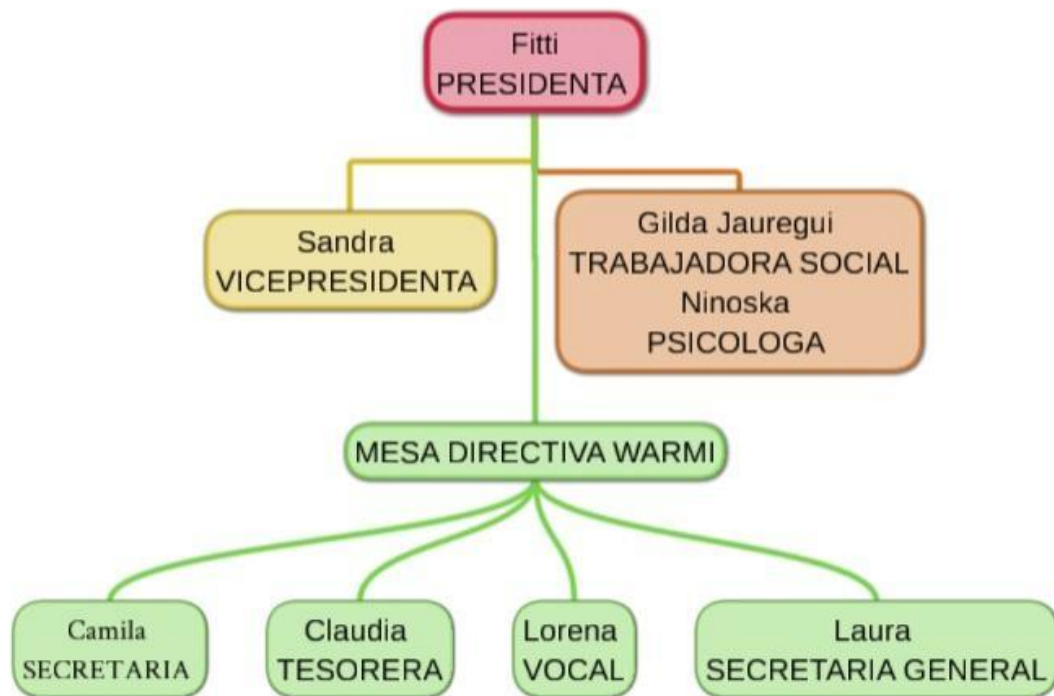 Fitti
PRESIDENTA
Sandra
VICEPRESIDENTA
Gilda Jauregui
TRABAJADORA SOCIAL
Ninoska
PSICOLOGA
MESA DIRECTIVA WARMI
Camila
SECRETARIA
Claudia
TESORERA
Lorena
VOCAL
Laura
SECRETARIA GENERAL